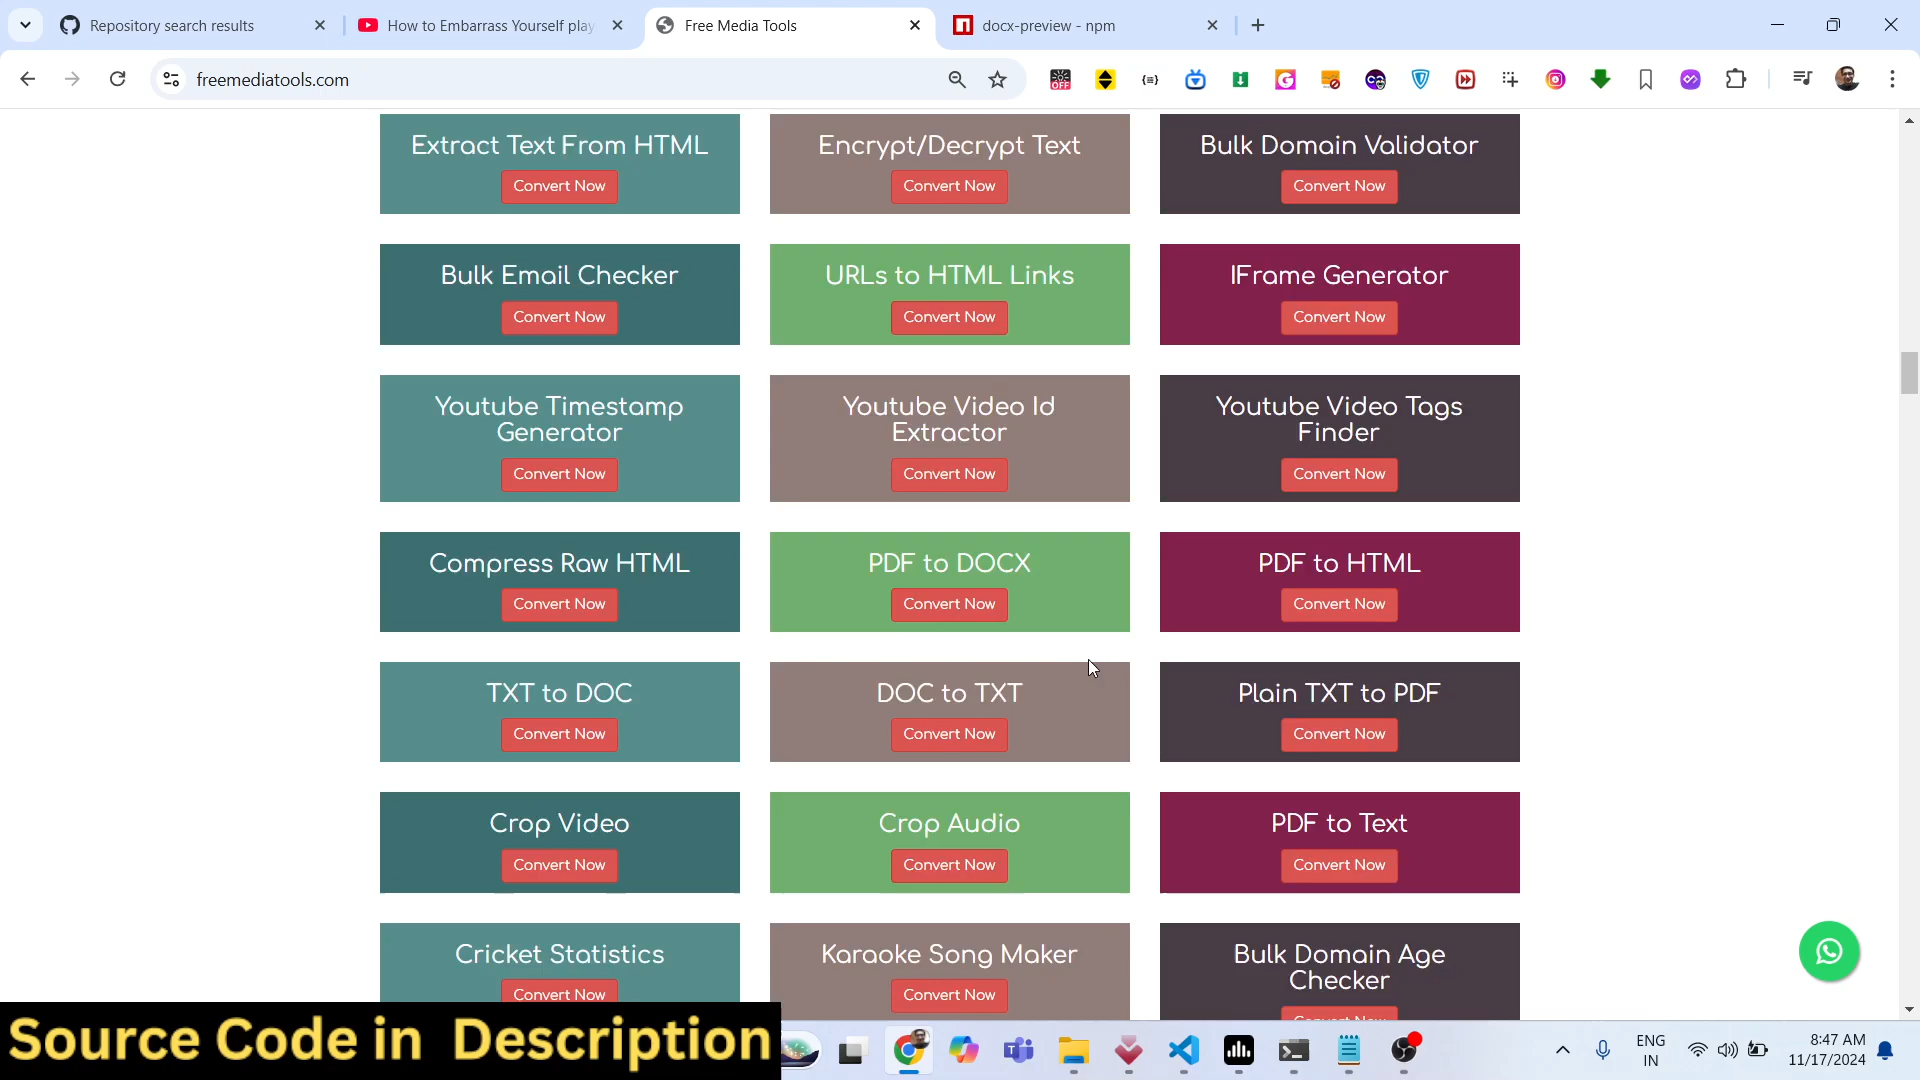 Repository search results
How to Embarrass Yourself play
Free Media Tools
docx-preview - npm
freemediatools.com
OFF
Extract Text From HTML
Convert Now
Encrypt/Decrypt Text
Convert Now
Bulk Domain Validator
Convert Now
Bulk Email Checker
Convert Now
URLs to HTML Links
Convert Now
IFrame Generator
Convert Now
Youtube Timestamp
Generator
Convert Now
Youtube Video Id
Extractor
Convert Now
Youtube Video Tags
Finder
Convert Now
Compress Raw HTML
Convert Now
PDF to DOCX
Convert Now
PDF to HTML
Convert Now
TXT to DOC
Convert Now
DOC to TXT
Convert Now
Plain TXT to PDF
Convert Now
Crop Video
Convert Now
Crop Audio
Convert Now
PDF to Text
Convert Now
Cricket Statistics
Convert Now
Karaoke Song Maker
Convert Now
Bulk Domain Age
Checker
Convert Now
Source Code in Description
ENG
IN
8:47 AM
11/17/2024